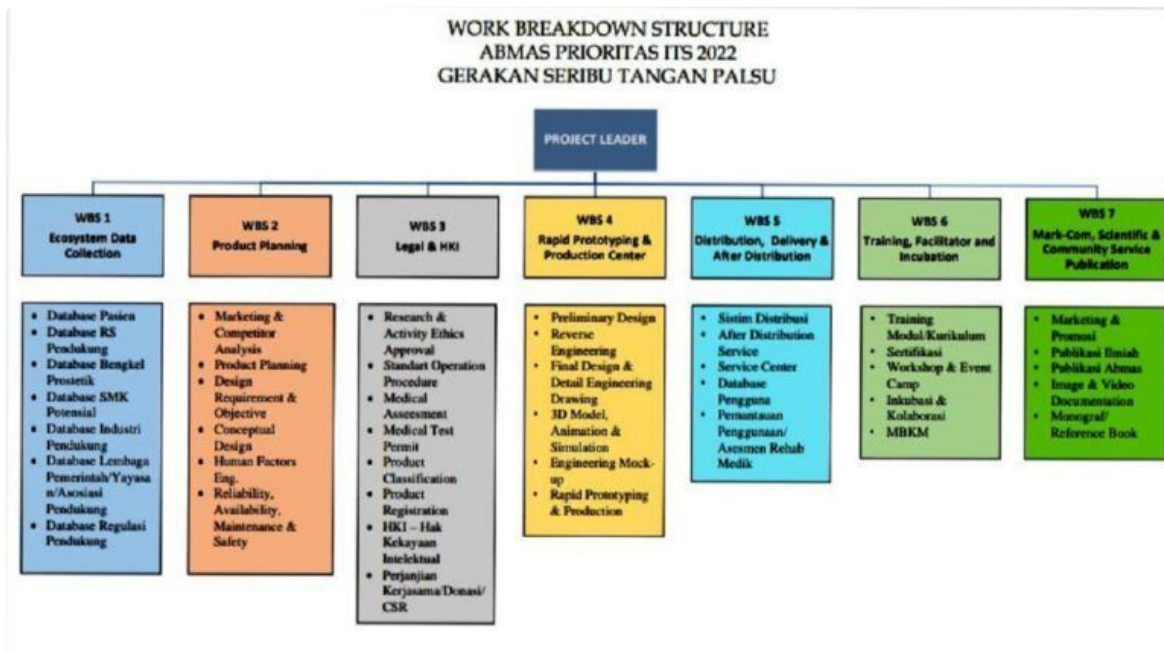 WORK BREAKDOWN STRUCTURE
ABMAS PRIORITAS ITS 2022
GERAKAN SERIBU TANGAN PALSU
PROJECT LEADER
WBS 1
Ecosystem Data
Collection
• Database Pasien
• Database RS
Pendukung
• Database Bengkel
Prostetik
• Database SMK
Potensial
• Database Industri
Pendukung
• Database Lembaga
Pemerintah/Yayasa
n/Asosiasi
Pendukung
• Database Regulasi
Pendukung
WBS 2
Product Planning
• Marketing &
Competitor
Analysis
• Product Planning
• Design
Requirement &
Objective
• Conceptual
Design
• Human Factors
Eng.
• Reliability,
Availability,
Maintenance &
Safety
WBS 3
Legal & HKI
• Research &
Activity Ethics
Approval
• Standart Operation
Procedure
• Medical
Assesment
• Medical Test
Permit
• Product
Classification
• Product
Registration
• HKI – Hak
Kekayaan
Intelektual
• Perjanjian
Kerjasama/Donasi/
CSR
WBS 4
Rapid Prototyping &
Production Center
• Preliminary Design
• Reverse
Engineering
• Final Design &
Detail Engineering
Drawing
• 3D Model,
Animation &
Simulation
• Engineering Mock-
up
• Rapid Prototyping
& Production
WBS 5
Distribution, Delivery &
After Distribution
• Sistim Distribusi
• After Distribution
Service
• Service Center
• Database
Pengguna
• Pemantauan
Penggunaan/
Asesmen Rehab
Medik
WBS 6
Training, Facilitator and
Incubation
• Training
Modul/Kurikulum
• Sertifikasi
• Workshop & Event
Camp
• Inkubasi &
Kolaborasi
• MBKM
WBS 7
Mark-Com, Scientific &
Community Service
Publication
• Marketing &
Promosi
• Publikasi Ilmiah
• Publikasi Abmas
• Image & Video
Documentation
• Monograf/
Reference Book